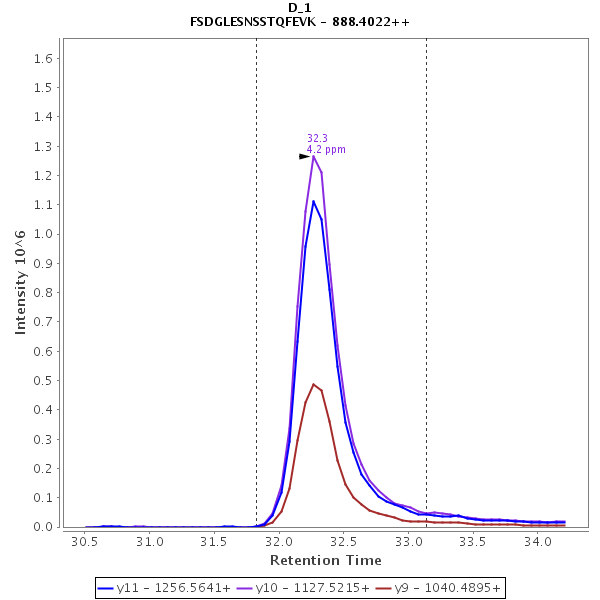 D_1
FSDGLESNSSTQFEVK - 888.4022++
Intensity 10^6
1.6
1.5
1.4
1.3
1.2
1.1
1.0
0.9
0.8
0.7
0.6
0.5
0.4
0.3
0.2
0.1
0.0
32.3
4.2 ppm
30.5 31.0 31.5 32.0 32.5 33.0 33.5 34.0
Retention Time
y11 - 1256.5641+ y10 - 1127.5215+ y9 - 1040.4895+